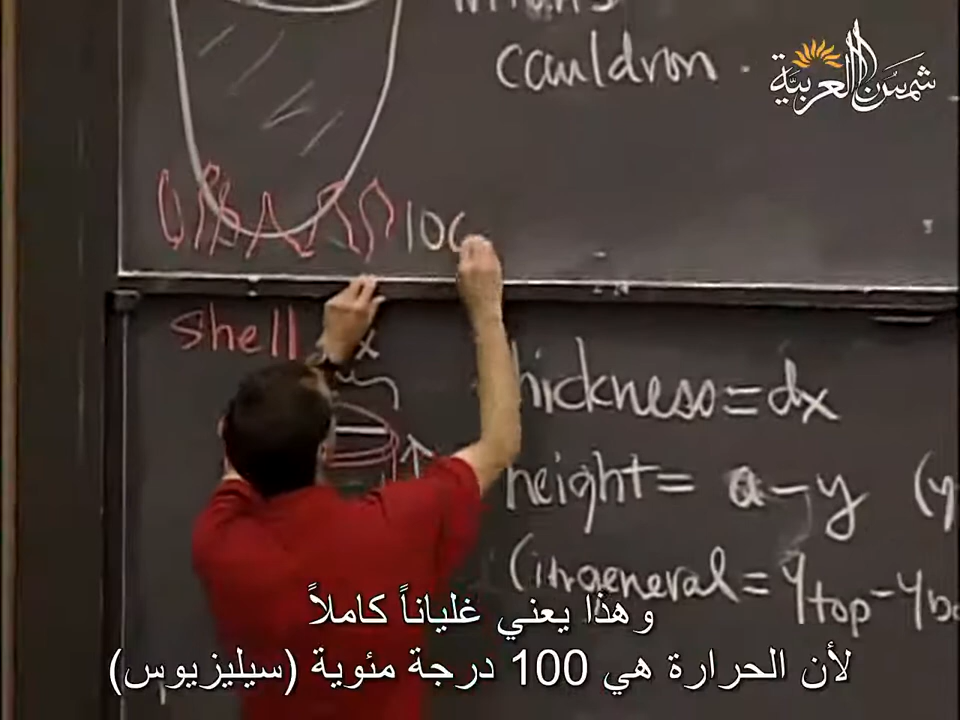 cauldron.
شمس العربية
100
shell
thickness = dx
height = a - y (y
(in general = y top - y bo
وهذا يعني غلياناً كاملاً
لأن الحرارة هي 100 درجة مئوية (سيليزيوس)